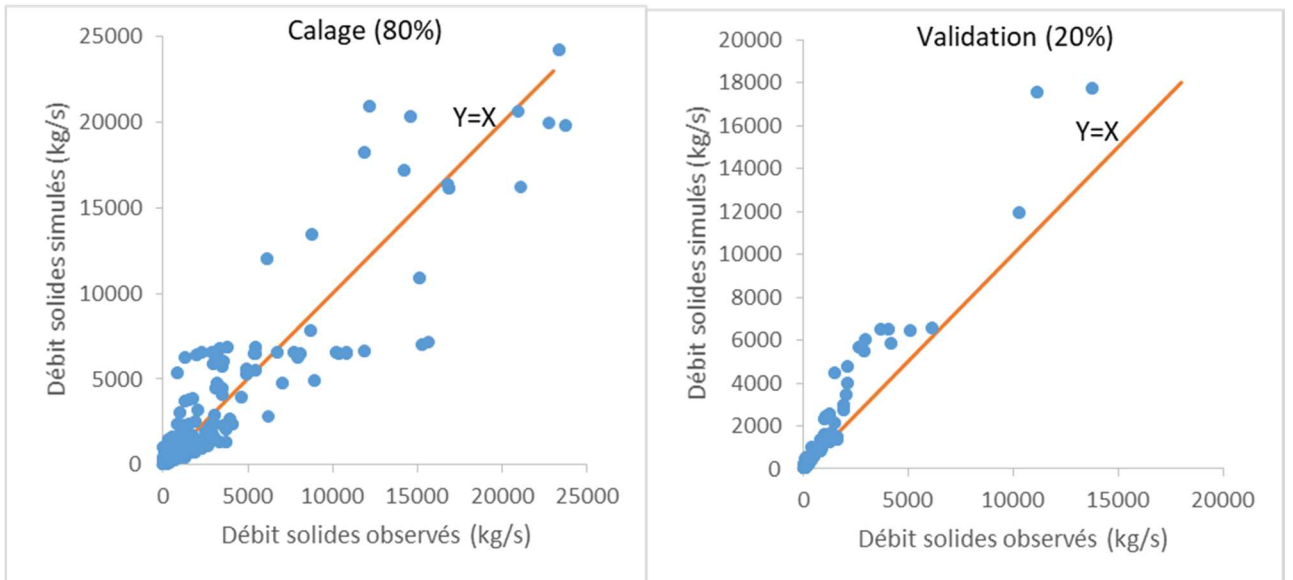 Calage (80%)
25000
20000
15000
10000
5000
0
Y=X
Débit solides simulés (kg/s)
0 5000 10000 15000 20000 25000
Débit solides observés (kg/s)
Validation (20%)
20000
18000
16000
14000
12000
10000
8000
6000
4000
2000
0
Y=X
Débit solides simulés (kg/s)
0 5000 10000 15000 20000
Débit solides observés (kg/s)